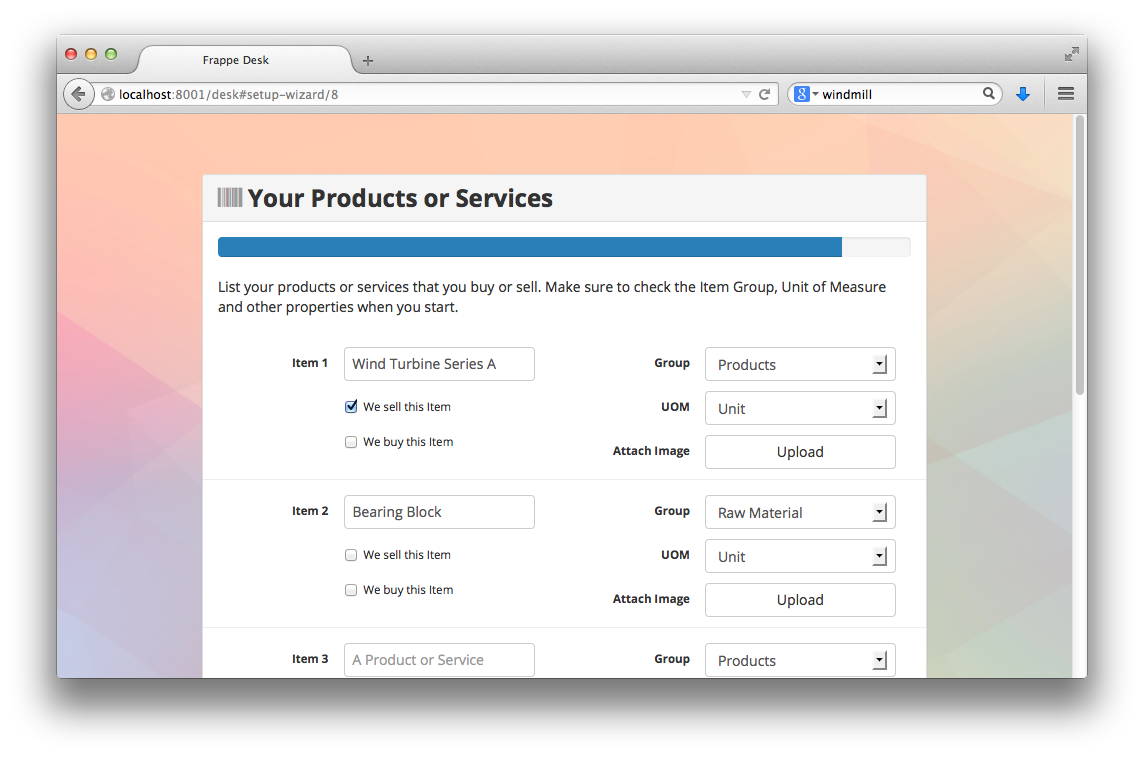 Frappe Desk
localhost:8001/desk#setup-wizard/8
windmill
Your Products or Services
List your products or services that you buy or sell. Make sure to check the Item Group, Unit of Measure
and other properties when you start.
Item 1 Wind Turbine Series A Group Products
We sell this Item UOM Unit
We buy this Item Attach Image Upload
Item 2 Bearing Block Group Raw Material
We sell this Item UOM Unit
We buy this Item Attach Image Upload
Item 3 A Product or Service Group Products